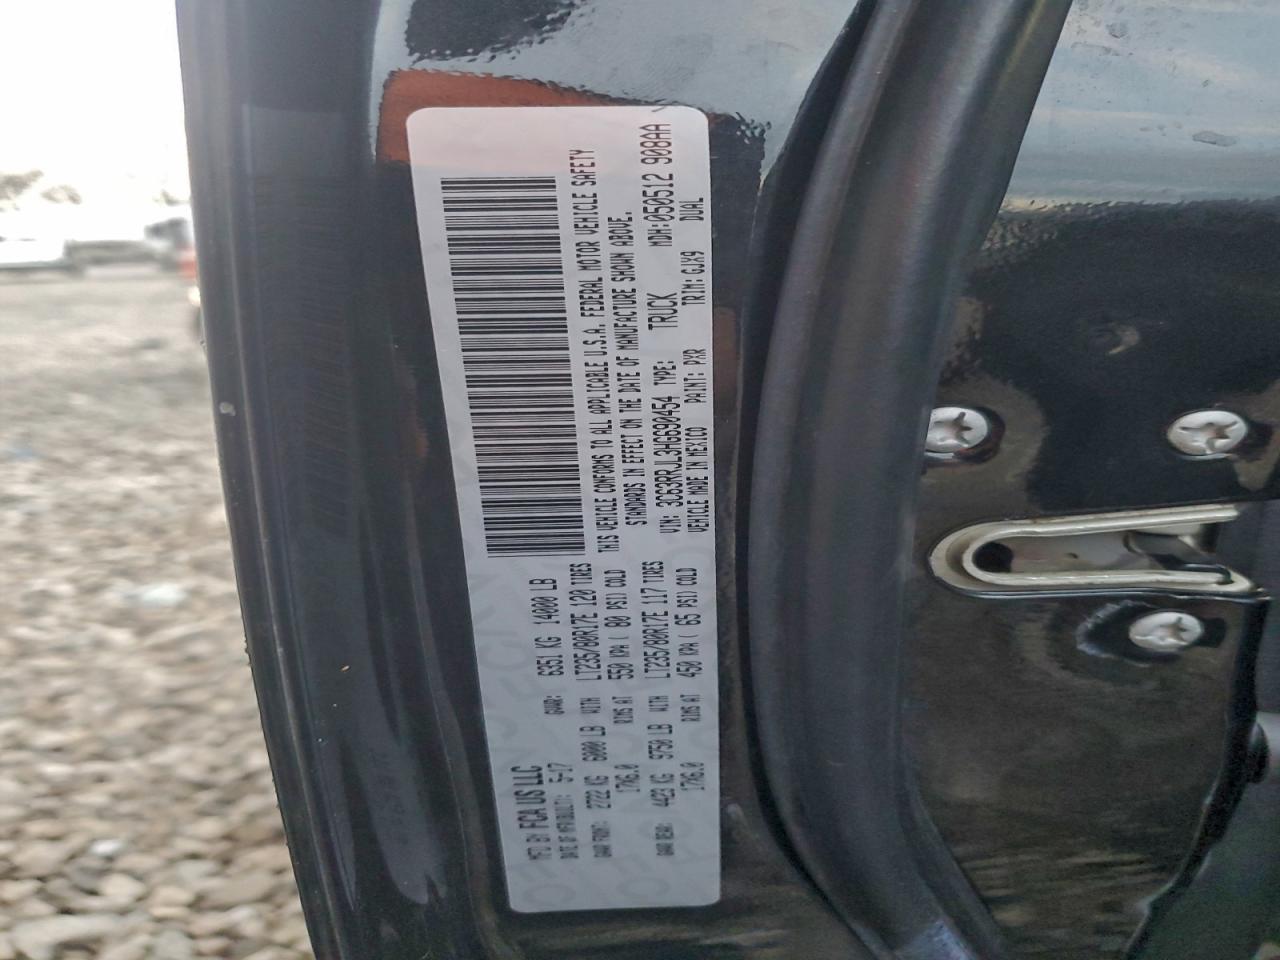 MFD BY FCA US LLC
DATE OF MFR(BUILT): 5-17 GVWR: 6351 KG 14000 LB
GAWR FRONT: 2722 KG 6000 LB WITH LT235/80R17E 120 TIRES
17X6.0 RIMS AT 550 KPA( 80 PSI) COLD
GAWR REAR: 4423 KG 9750 LB WITH LT235/80R17E 117 TIRES
17X6.0 RIMS AT 450 KPA( 65 PSI) COLD
THIS VEHICLE CONFORMS TO ALL APPLICABLE U.S.A. FEDERAL MOTOR VEHICLE SAFETY
STANDARDS IN EFFECT ON THE DATE OF MANUFACTURE SHOWN ABOVE.
VIN: 3C63RRJL3HG690454 TYPE: TRUCK MDH:050512 908AA
VEHICLE MADE IN MEXICO PAINT: PXR TRIM: GJX9 DUAL